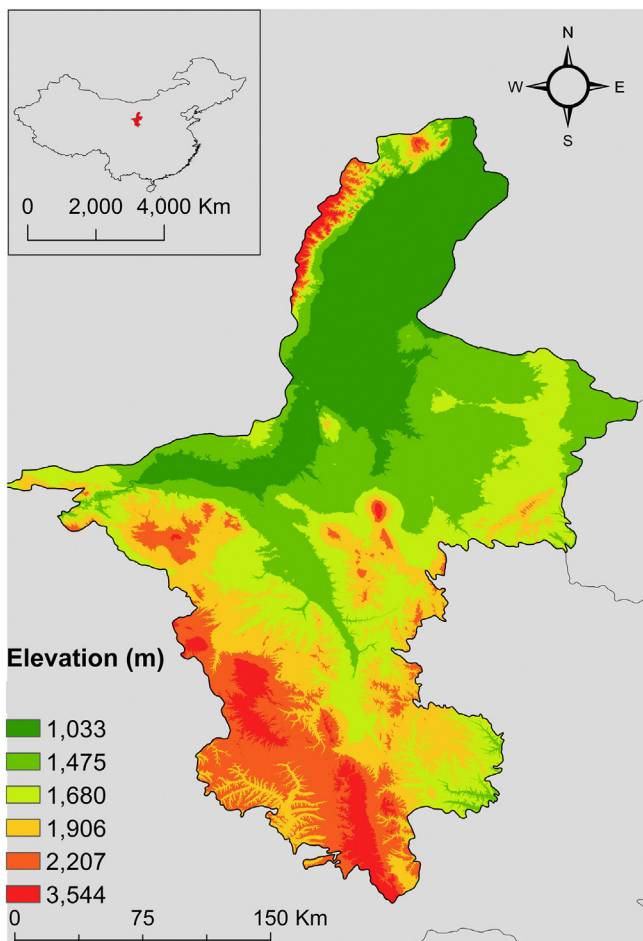 N
W E
S
0 2,000 4,000 Km
Elevation (m)
1,033
1,475
1,680
1,906
2,207
3,544
0 75 150 Km